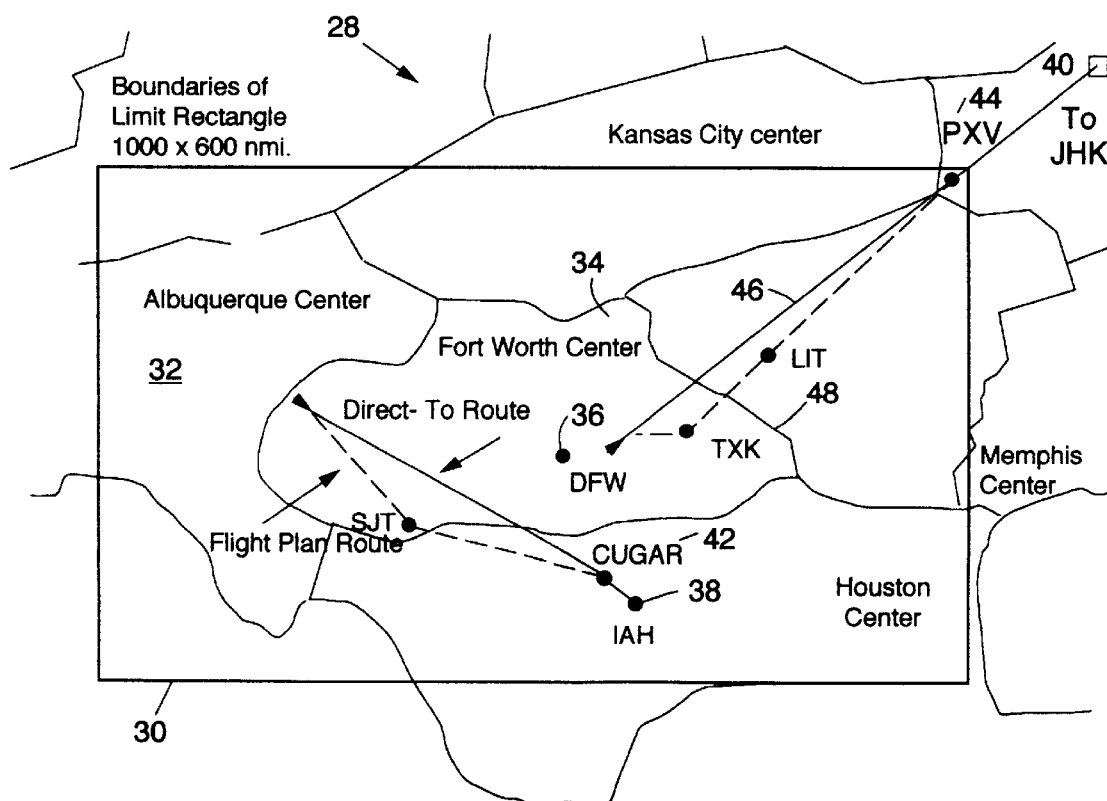 28
Boundaries of
Limit Rectangle
1000 x 600 nmi.
40
44
PXV
To
JHK
Kansas City center
34
Albuquerque Center
46
Fort Worth Center
32
LIT
Direct- To Route
36
48
TXK
DFW
Memphis
Center
SJT
Flight Plan Route
CUGAR
42
38
Houston
Center
IAH
30